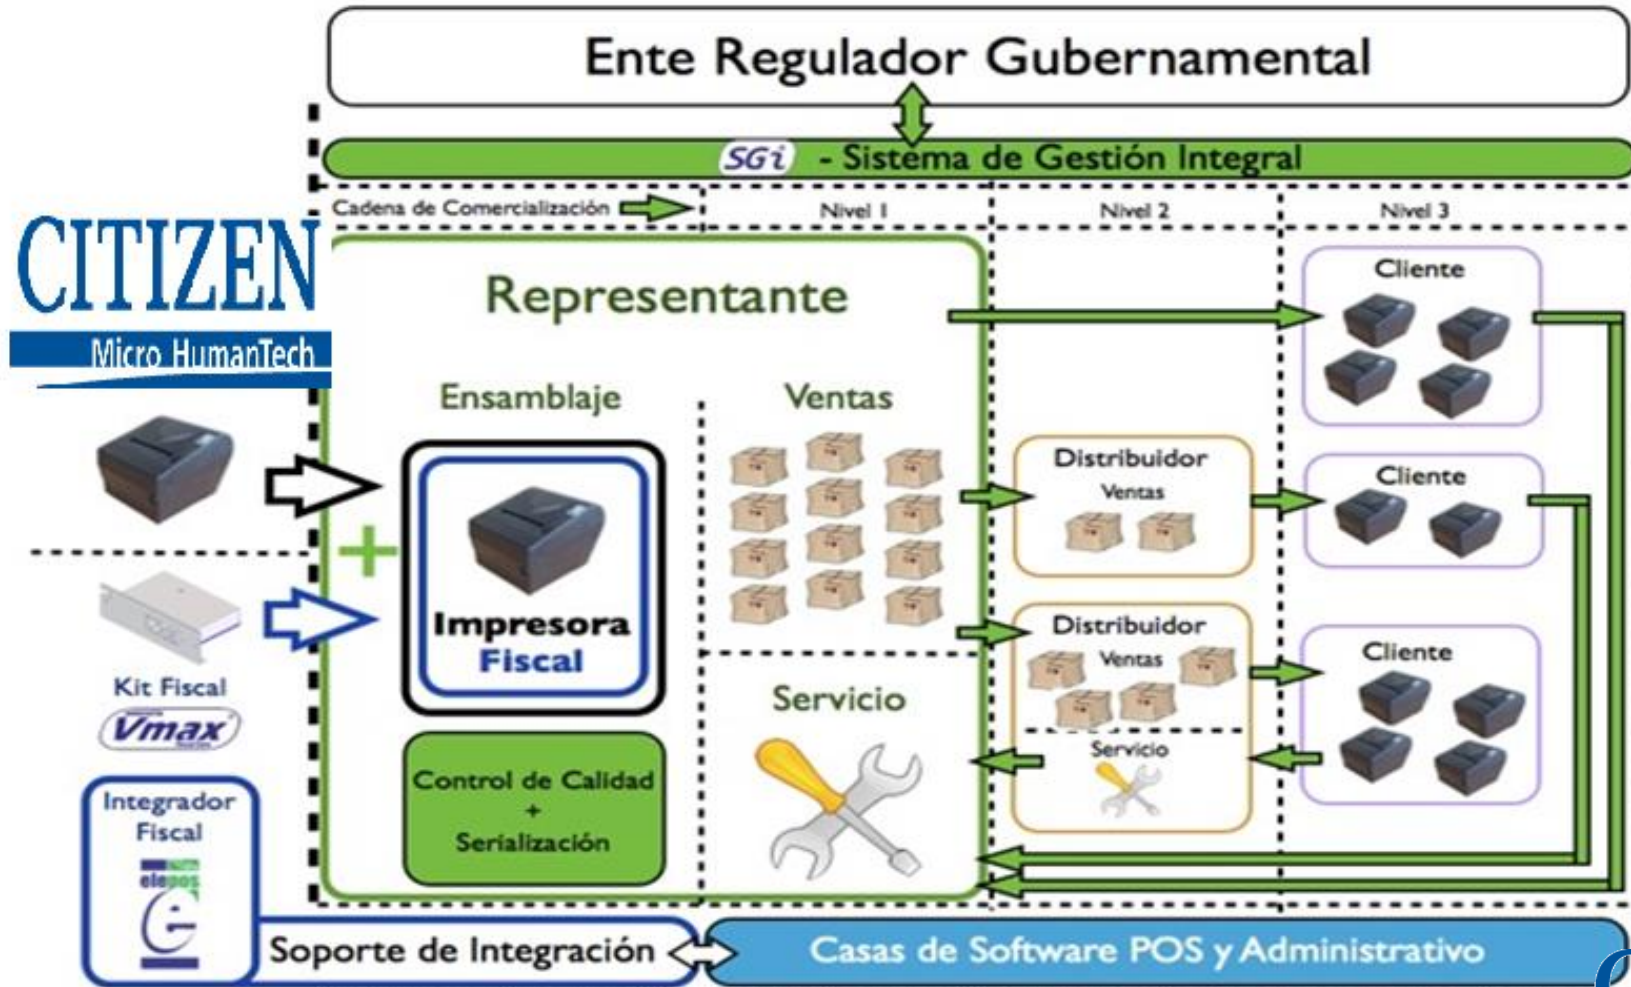 Ente Regulador Gubernamental
SGi - Sistema de Gestión Integral
Cadena de Comercialización
Nivel 1
Nivel 2
Nivel 3
CITIZEN
Micro HumanTech
Representante
Ensamblaje
Ventas
Impresora
Fiscal
Control de Calidad
+
Serialización
Servicio
Distribuidor
Ventas
Distribuidor
Ventas
Servicio
Cliente
Cliente
Cliente
Kit Fiscal
Vmax
Integrador
Fiscal
elepos
Soporte de Integración
Casas de Software POS y Administrativo